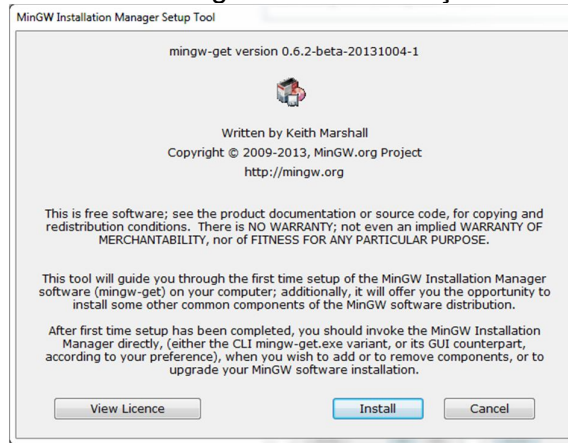 MinGW Installation Manager Setup Tool
mingw-get version 0.6.2-beta-20131004-1
Written by Keith Marshall
Copyright © 2009-2013, MinGW.org Project
http://mingw.org
This is free software; see the product documentation or source code, for copying and
redistribution conditions. There is NO WARRANTY; not even an implied WARRANTY OF
MERCHANTABILITY, nor of FITNESS FOR ANY PARTICULAR PURPOSE.
This tool will guide you through the first time setup of the MinGW Installation Manager
software (mingw-get) on your computer; additionally, it will offer you the opportunity to
install some other common components of the MinGW software distribution.
After first time setup has been completed, you should invoke the MinGW Installation
Manager directly, (either the CLI mingw-get.exe variant, or its GUI counterpart,
according to your preference), when you wish to add or to remove components, or to
upgrade your MinGW software installation.
View Licence
Install
Cancel